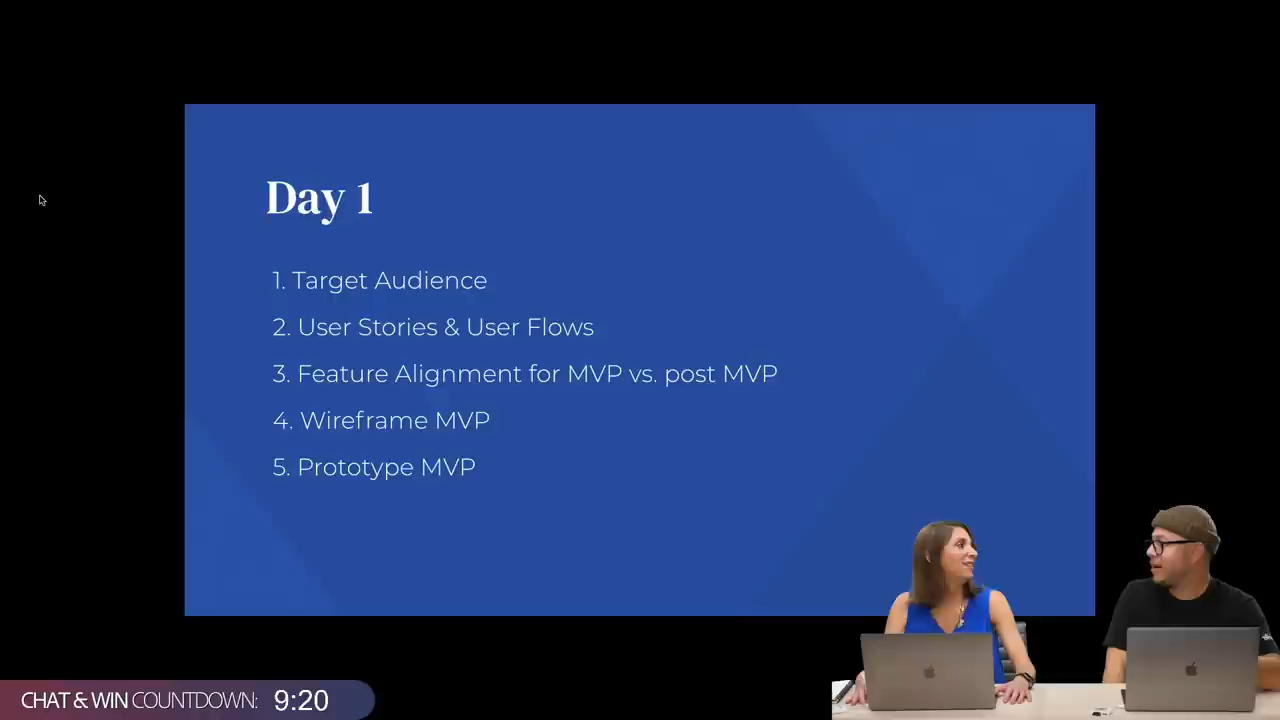 Day 1
1. Target Audience
2. User Stories & User Flows
3. Feature Alignment for MVP vs. post MVP
4. Wireframe MVP
5. Prototype MVP
CHAT & WIN COUNTDOWN: 9:20